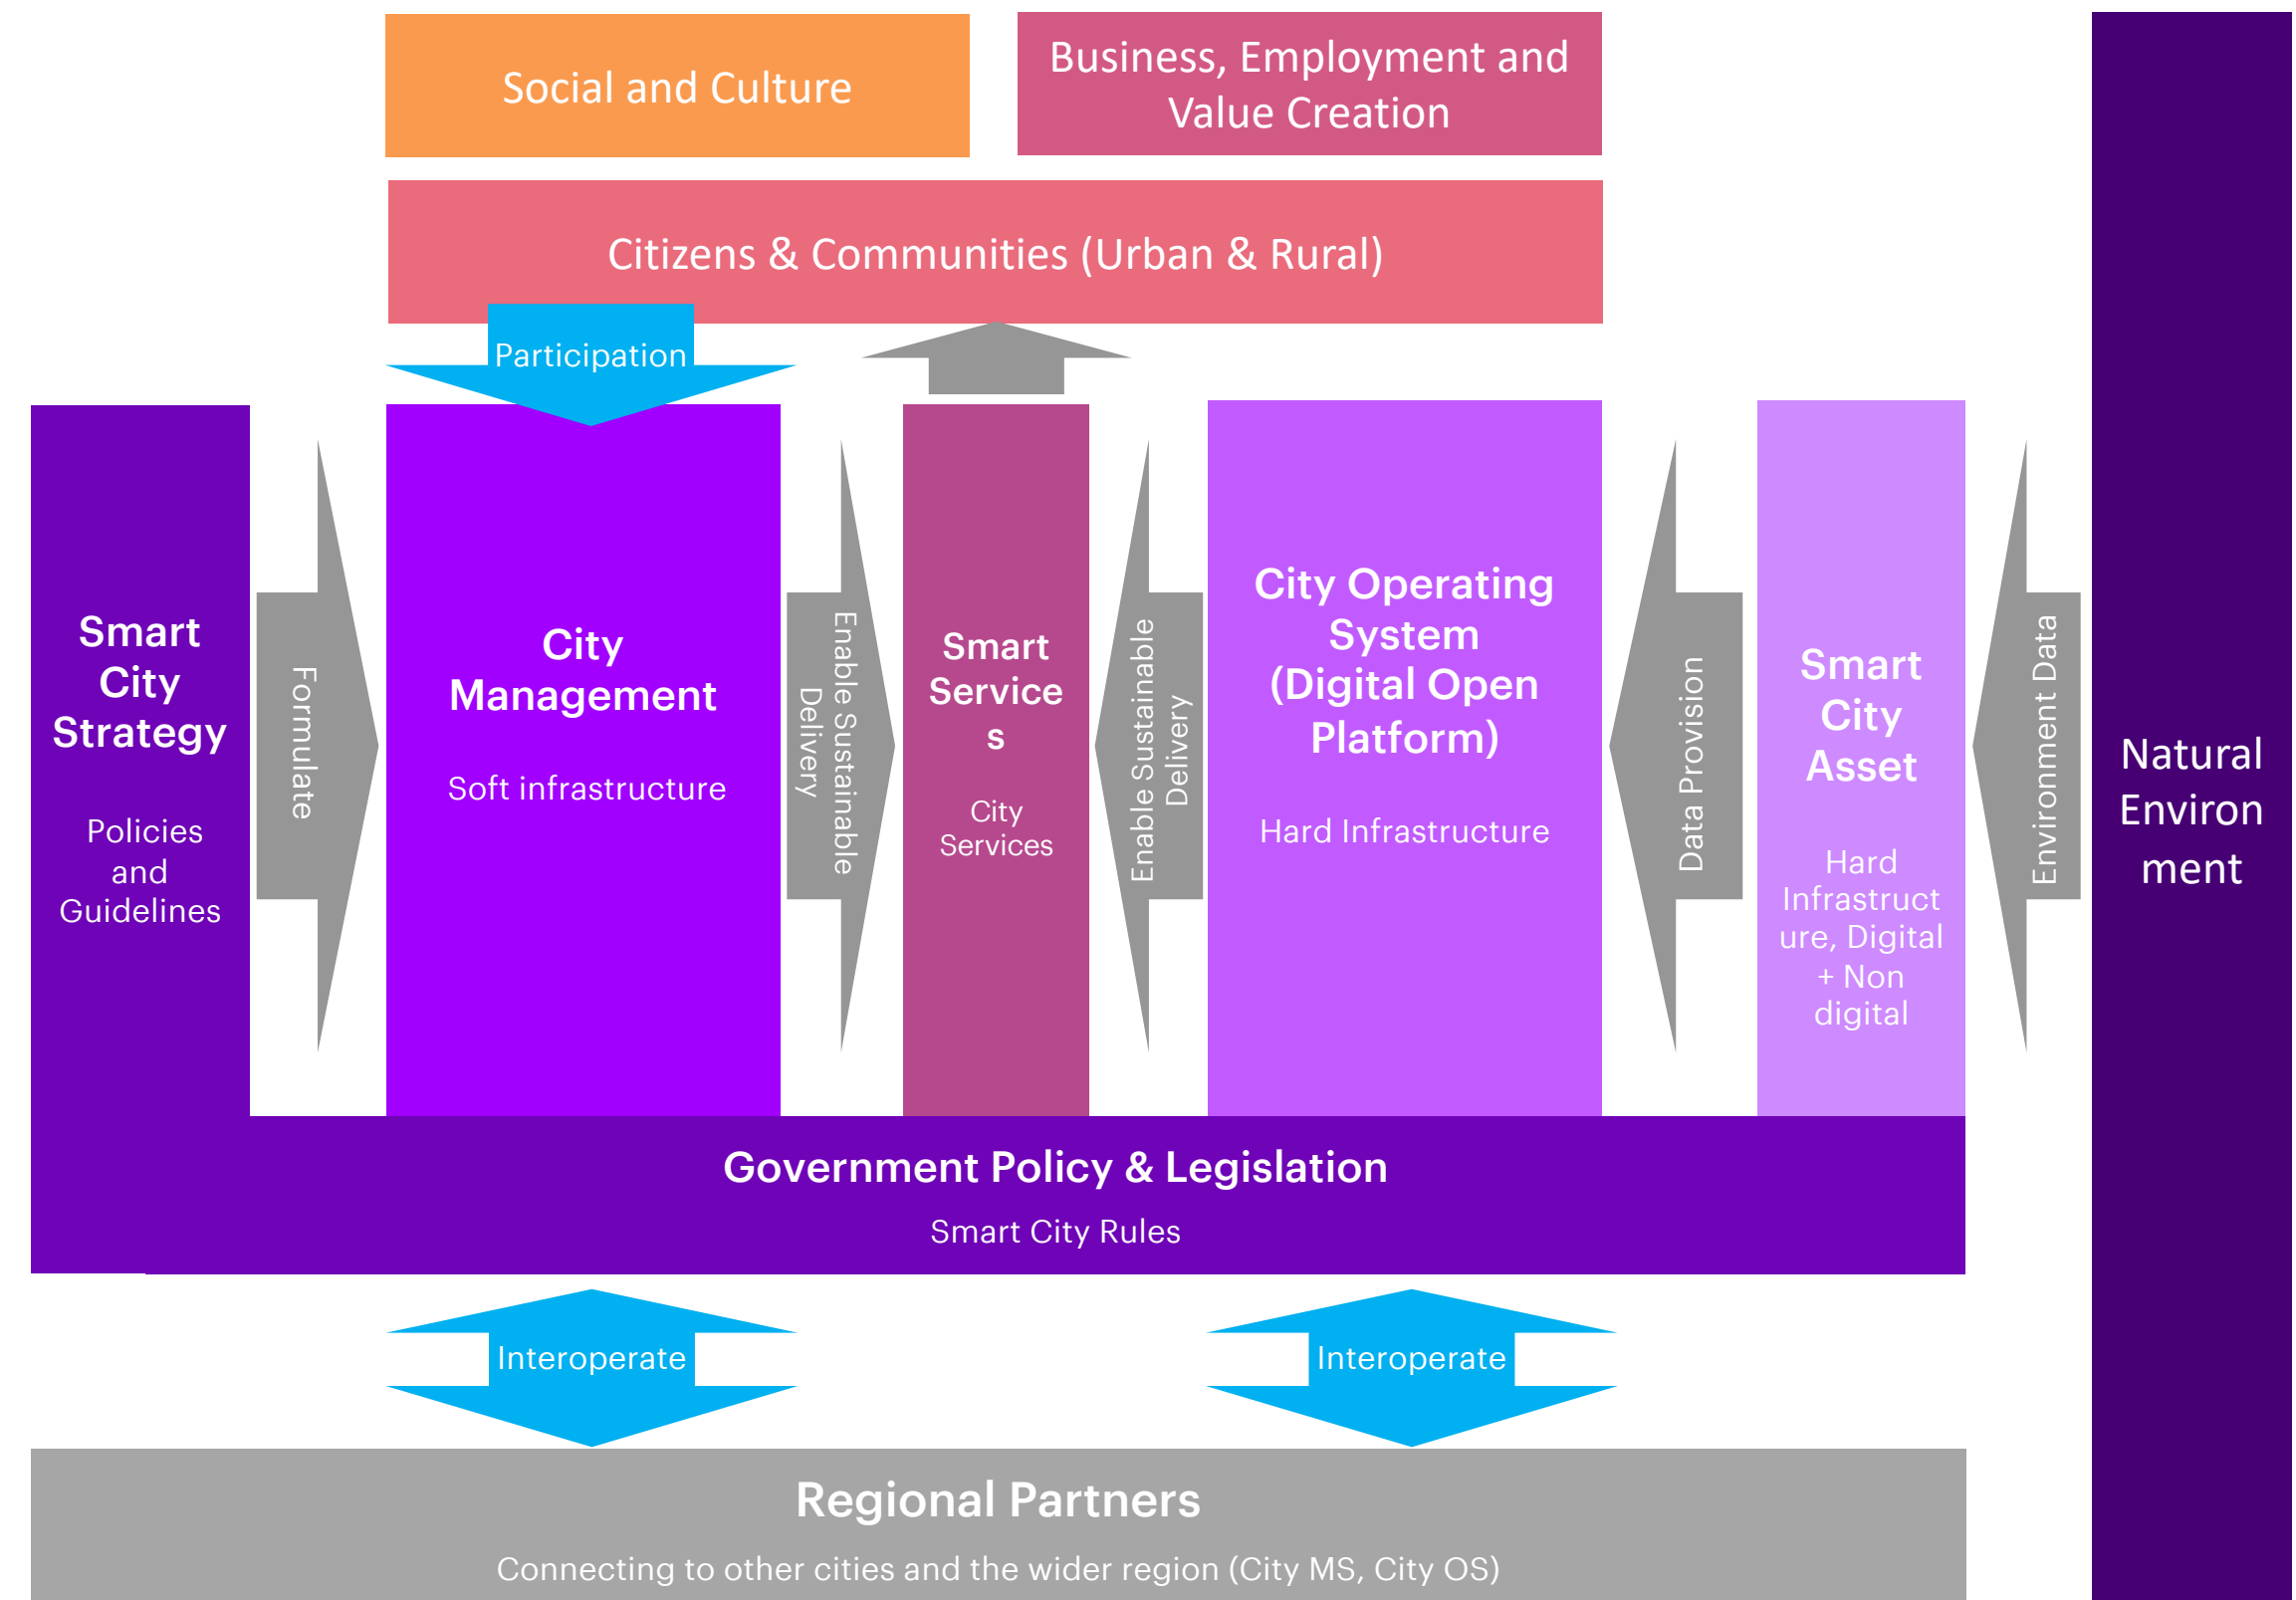 Social and Culture
Business, Employment and
Value Creation
Citizens & Communities (Urban & Rural)
Participation
Smart
City
Strategy
Policies
and
Guidelines
Formulate
City
Management
Soft infrastructure
Enable Sustainable
Delivery
Smart
Service
s
City
Services
Enable Sustainable
Delivery
City Operating
System
(Digital Open
Platform)
Hard Infrastructure
Data Provision
Smart
City
Asset
Hard
Infrastruct
ure, Digital
+ Non
digital
Environment Data
Natural
Environ
ment
Government Policy & Legislation
Smart City Rules
Interoperate
Interoperate
Regional Partners
Connecting to other cities and the wider region (City MS, City OS)